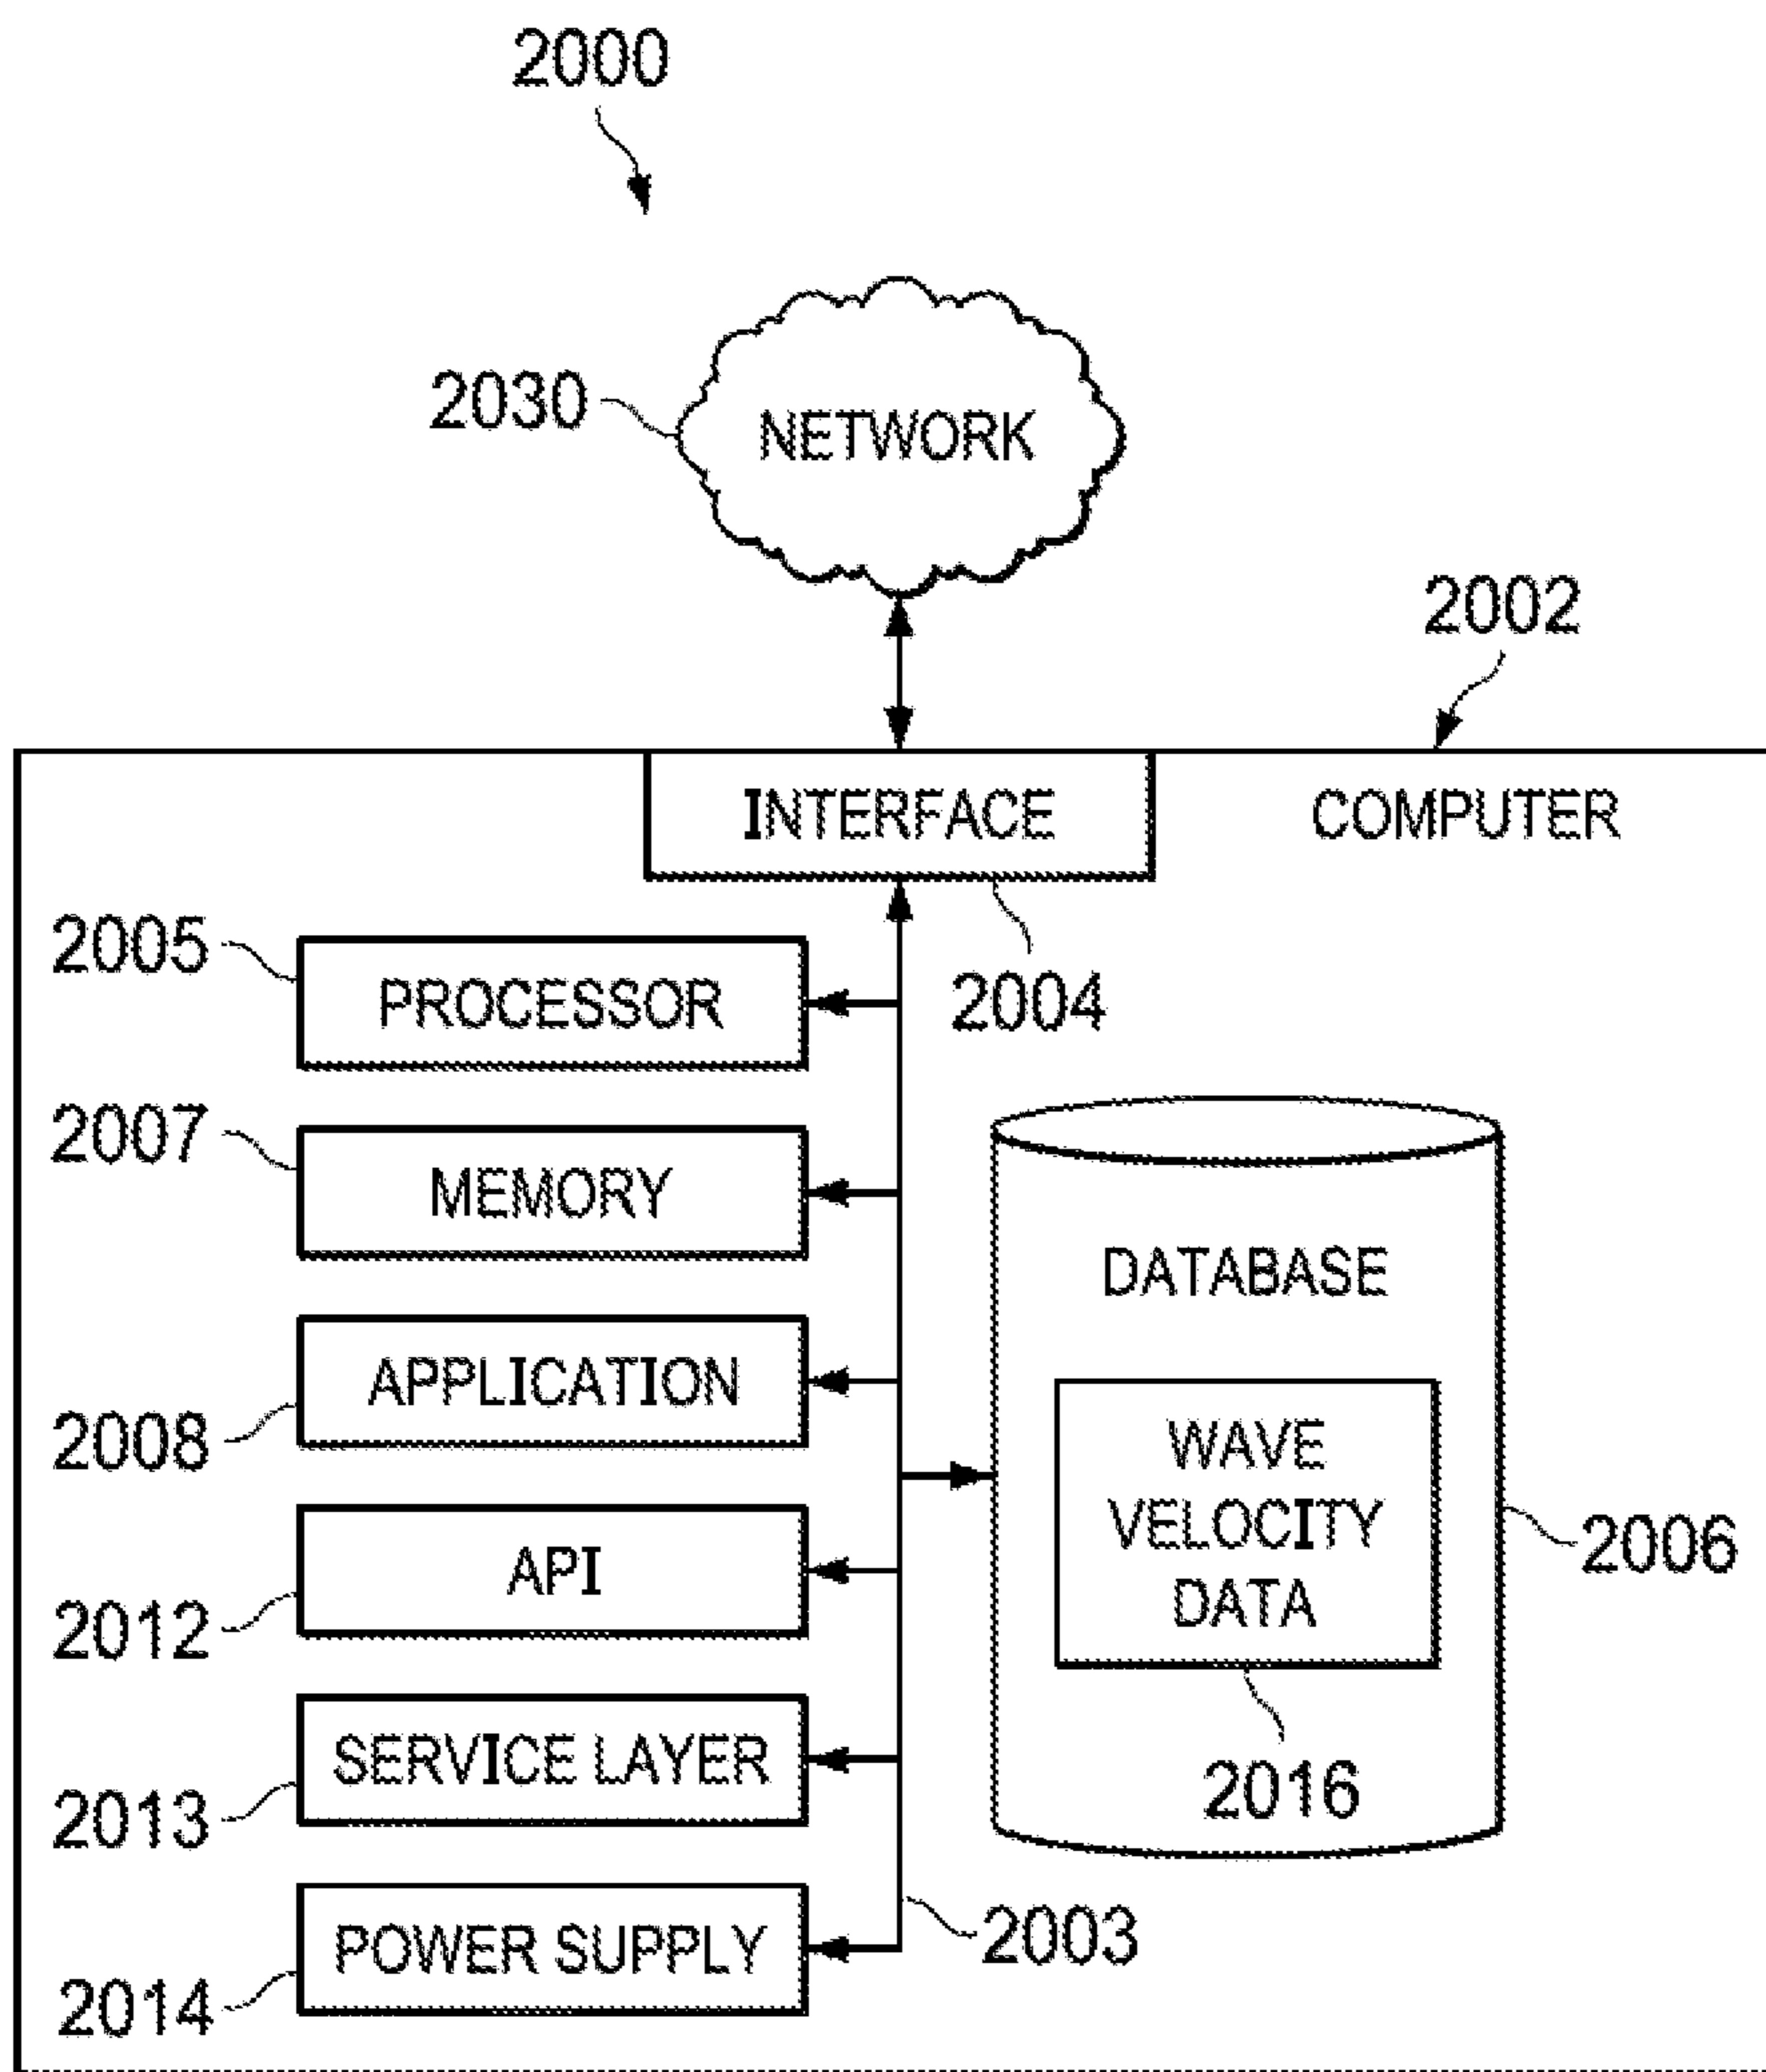 2000
2030
NETWORK
2002
INTERFACE
COMPUTER
2005
PROCESSOR
2004
2007
MEMORY
DATABASE
APPLICATION
2008
WAVE
VELOCITY
DATA
2006
API
2012
SERVICE LAYER
2013
2016
POWER SUPPLY
2003
2014